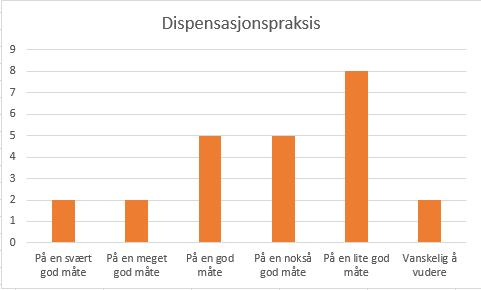 Dispensasjonspraksis
9
8
7
6
5
4
3
2
1
0
På en svært
god måte
På en meget
god måte
På en god
måte
På en nokså
god måte
På en lite god
måte
Vanskelig å
vudere